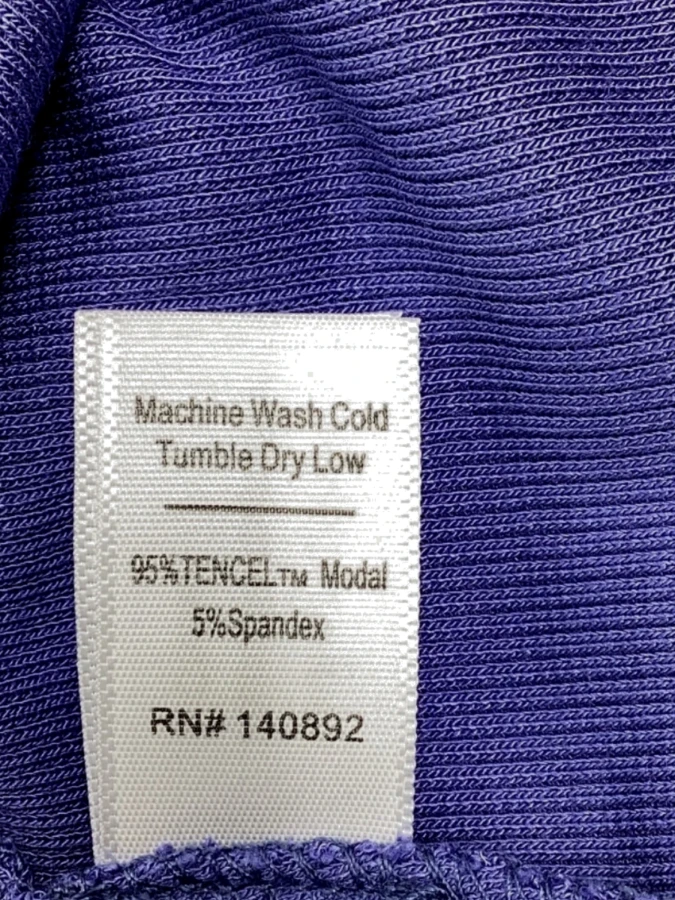 Machine Wash Cold
Tumble Dry Low
95%TENCEL™ Modal
5%Spandex
RN# 140892